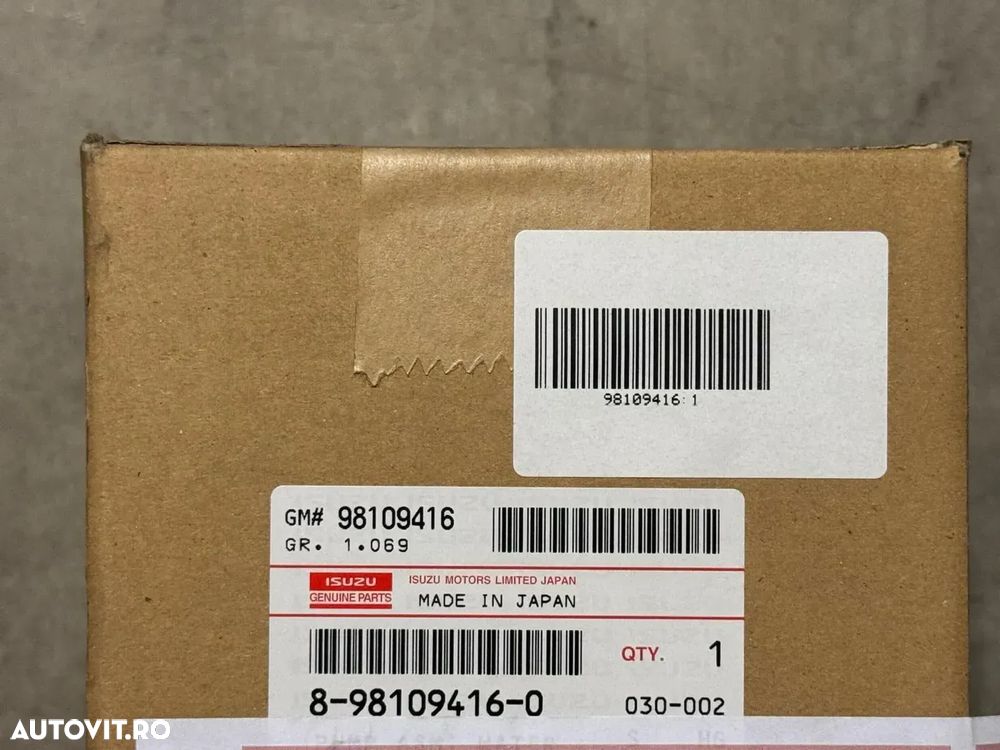 98109416:1
GM# 98109416
GR. 1.069
ISUZU
GENUINE PARTS
ISUZU MOTORS LIMITED JAPAN
MADE IN JAPAN
QTY. 1
8-98109416-0
030-002
AUTOVIT.RO